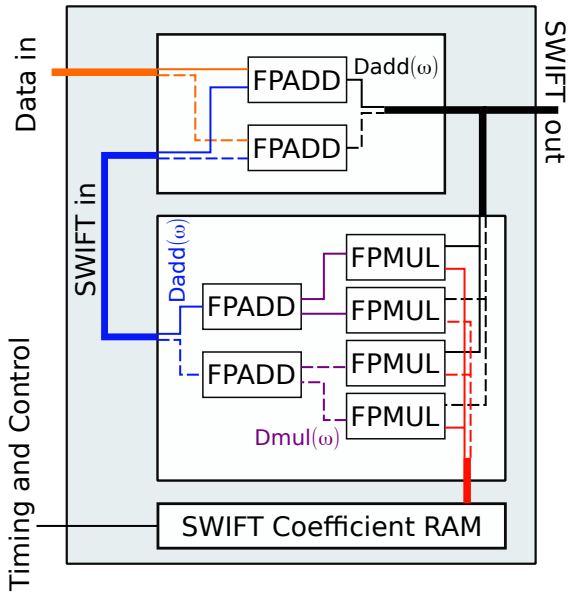 Data in
SWIFT out
FPADD
Dadd(ω)
FPADD
SWIFT in
Dadd(ω)
FPADD
FPADD
FPMUL
FPMUL
FPMUL
FPMUL
Dmul(ω)
Timing and Control
SWIFT Coefficient RAM